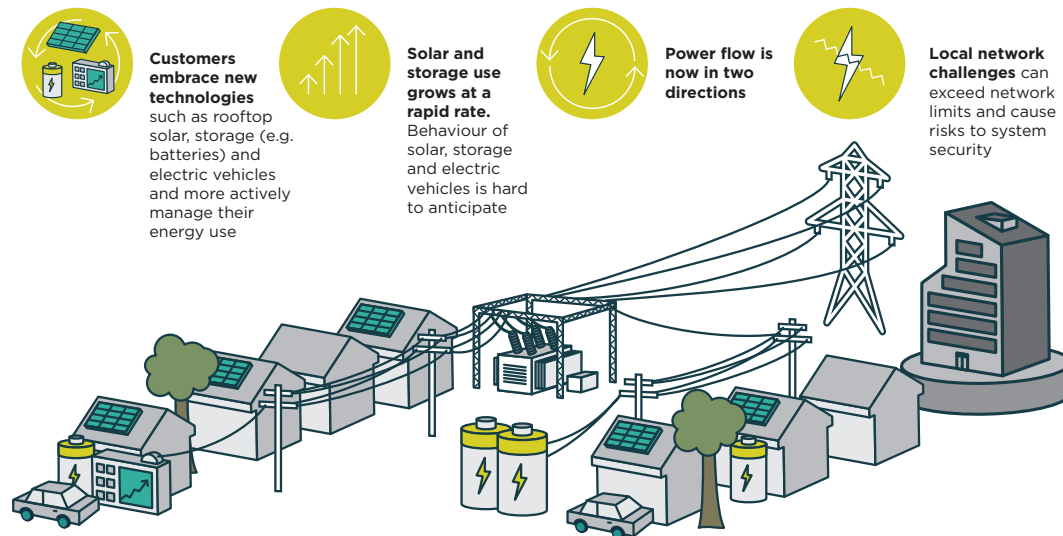 Customers
embrace new
technologies
such as rooftop
solar, storage (e.g.
batteries) and
electric vehicles
and more actively
manage their
energy use
Solar and
storage use
grows at a
rapid rate.
Behaviour of
solar, storage
and electric
vehicles is hard
to anticipate
Power flow is
now in two
directions
Local network
challenges can
exceed network
limits and cause
risks to system
security